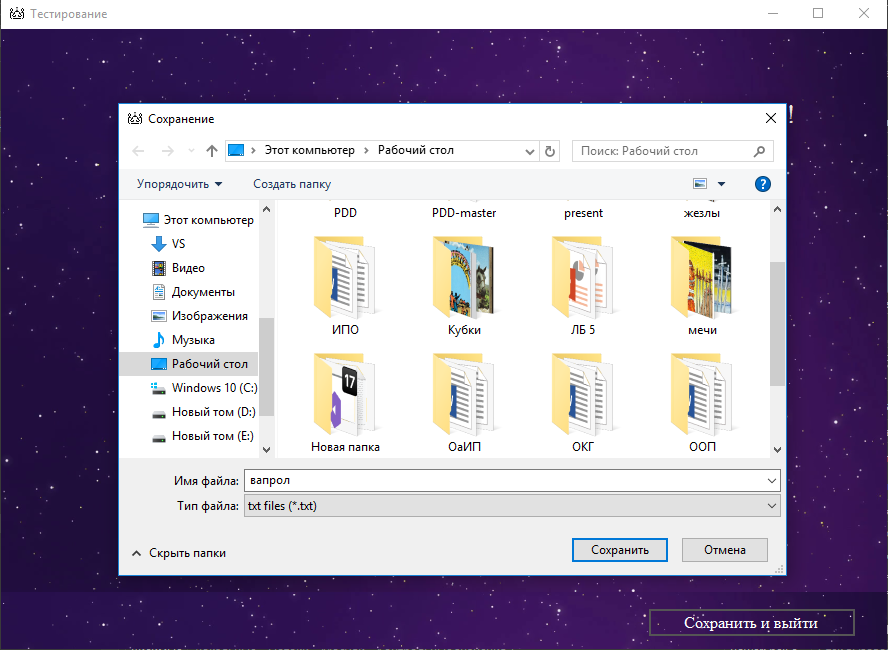 Тестирование
Сохранение
!
Этот компьютер Рабочий стол
Поиск: Рабочий стол
Упорядочить Создать папку
?
Этот компьютер
VS
Видео
Документы
Изображения
Музыка
Рабочий стол
Windows 10 (C:)
Новый том (D:)
Новый том (E:)
PDD PDD-master present жезлы
ИПО Кубки ЛБ 5 мечи
17
Новая папка ОаИП ОКГ ООП
Имя файла: вапрол
Тип файла: txt files (*.txt)
Скрыть папки Сохранить Отмена
Сохранить и выйти